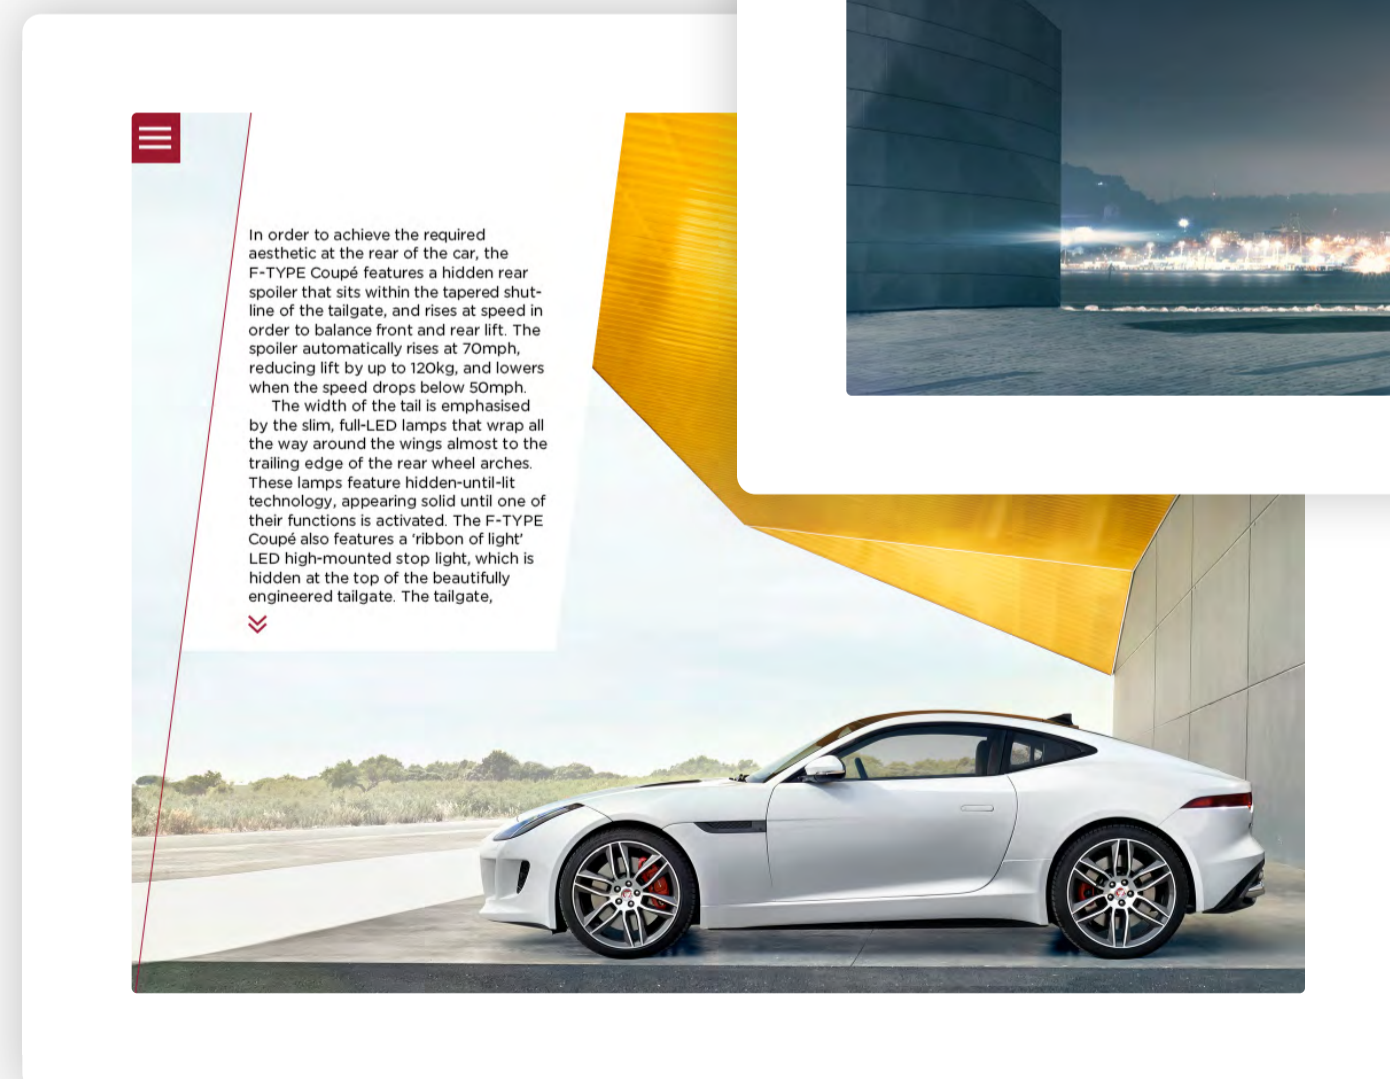 In order to achieve the required
aesthetic at the rear of the car, the
F-TYPE Coupé features a hidden rear
spoiler that sits within the tapered shut-
line of the tailgate, and rises at speed in
order to balance front and rear lift. The
spoiler automatically rises at 70mph,
reducing lift by up to 120kg, and lowers
when the speed drops below 50mph.
The width of the tail is emphasised
by the slim, full-LED lamps that wrap all
the way around the wings almost to the
trailing edge of the rear wheel arches.
These lamps feature hidden-until-lit
technology, appearing solid until one of
their functions is activated. The F-TYPE
Coupé also features a ‘ribbon of light’
LED high-mounted stop light, which is
hidden at the top of the beautifully
engineered tailgate. The tailgate,